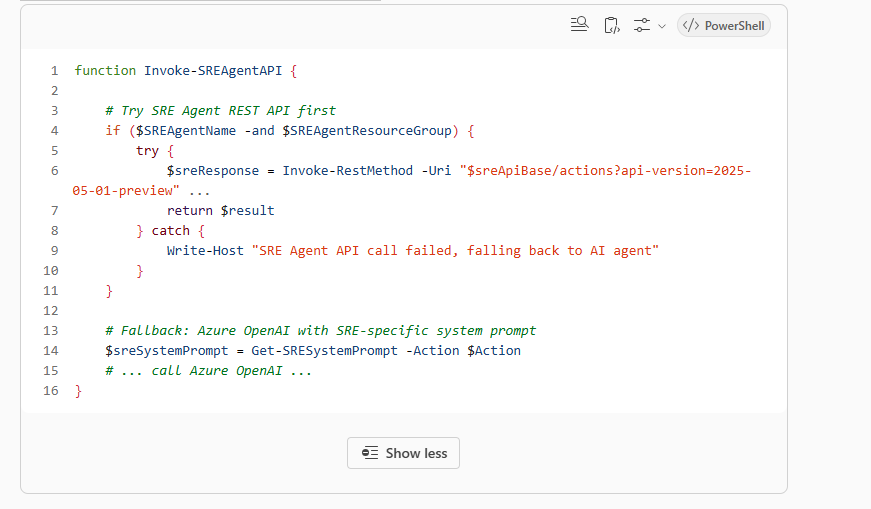 </> PowerShell
1 function Invoke-SREAgentAPI {
2
3     # Try SRE Agent REST API first
4     if ($SREAgentName -and $SREAgentResourceGroup) {
5         try {
6             $sreResponse = Invoke-RestMethod -Uri "$sreApiBase/actions?api-version=2025-
05-01-preview" ...
7             return $result
8         } catch {
9             Write-Host "SRE Agent API call failed, falling back to AI agent"
10         }
11     }
12
13     # Fallback: Azure OpenAI with SRE-specific system prompt
14     $sreSystemPrompt = Get-SRESystemPrompt -Action $Action
15     # ... call Azure OpenAI ...
16 }
Show less